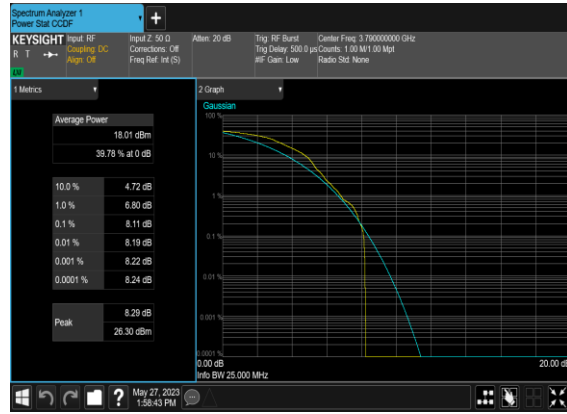 Spectrum Analyzer 1
Power Stat CCDF
KEYSIGHT
R T
Input: RF
Coupling: DC
Align: Off
Input Z: 50 Ω
Corrections: Off
Freq Ref: Int (S)
Atten: 20 dB
Trig: RF Burst
Trig Delay: 500.0 µs
#IF Gain: Low
Center Freq: 3.790000000 GHz
Counts: 1.00 M/1.00 Mpt
Radio Std: None
1 Metrics
Average Power
18.01 dBm
39.78 % at 0 dB
10.0 % 4.72 dB
1.0 % 6.80 dB
0.1 % 8.11 dB
0.01 % 8.19 dB
0.001 % 8.22 dB
0.0001 % 8.24 dB
Peak
8.29 dB
26.30 dBm
2 Graph
Gaussian
100 %
10 %
1 %
0.1 %
0.01 %
0.001 %
0.0001 %
0.00 dB
20.00 dB
Info BW 25.000 MHz
?
May 27, 2023
1:58:43 PM